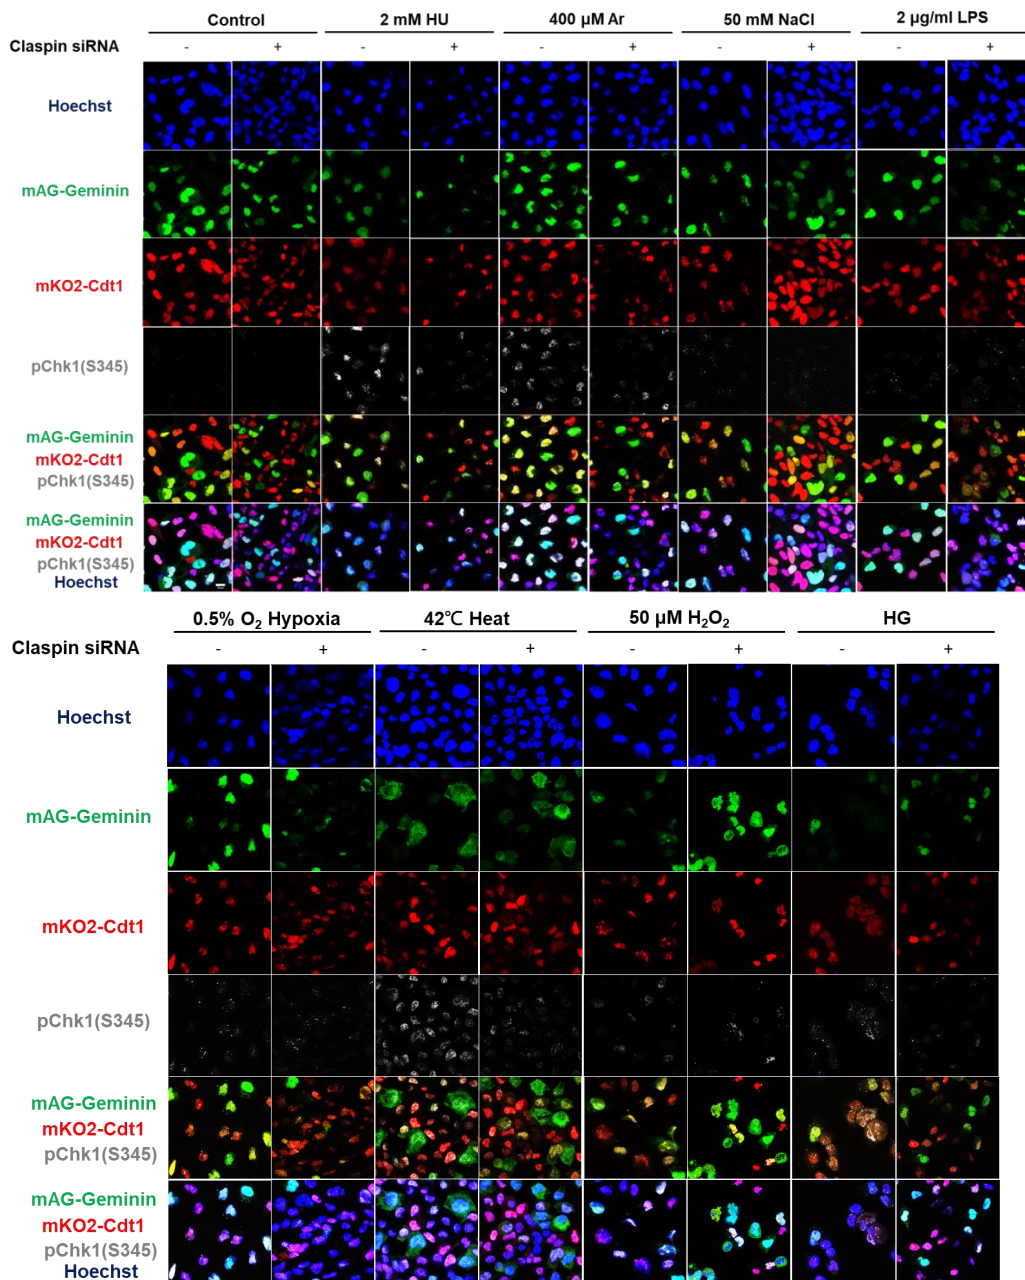 Control 2 mM HU 400 µM Ar 50 mM NaCl 2 µg/ml LPS
Claspin siRNA - + - + - + - + - +
Hoechst
mAG-Geminin
mKO2-Cdt1
pChk1(S345)
mAG-Geminin
mKO2-Cdt1
pChk1(S345)
mAG-Geminin
mKO2-Cdt1
pChk1(S345)
Hoechst
0.5% O₂ Hypoxia 42℃ Heat 50 µM H₂O₂ HG
Claspin siRNA - + - + - + - +
Hoechst
mAG-Geminin
mKO2-Cdt1
pChk1(S345)
mAG-Geminin
mKO2-Cdt1
pChk1(S345)
mAG-Geminin
mKO2-Cdt1
pChk1(S345)
Hoechst